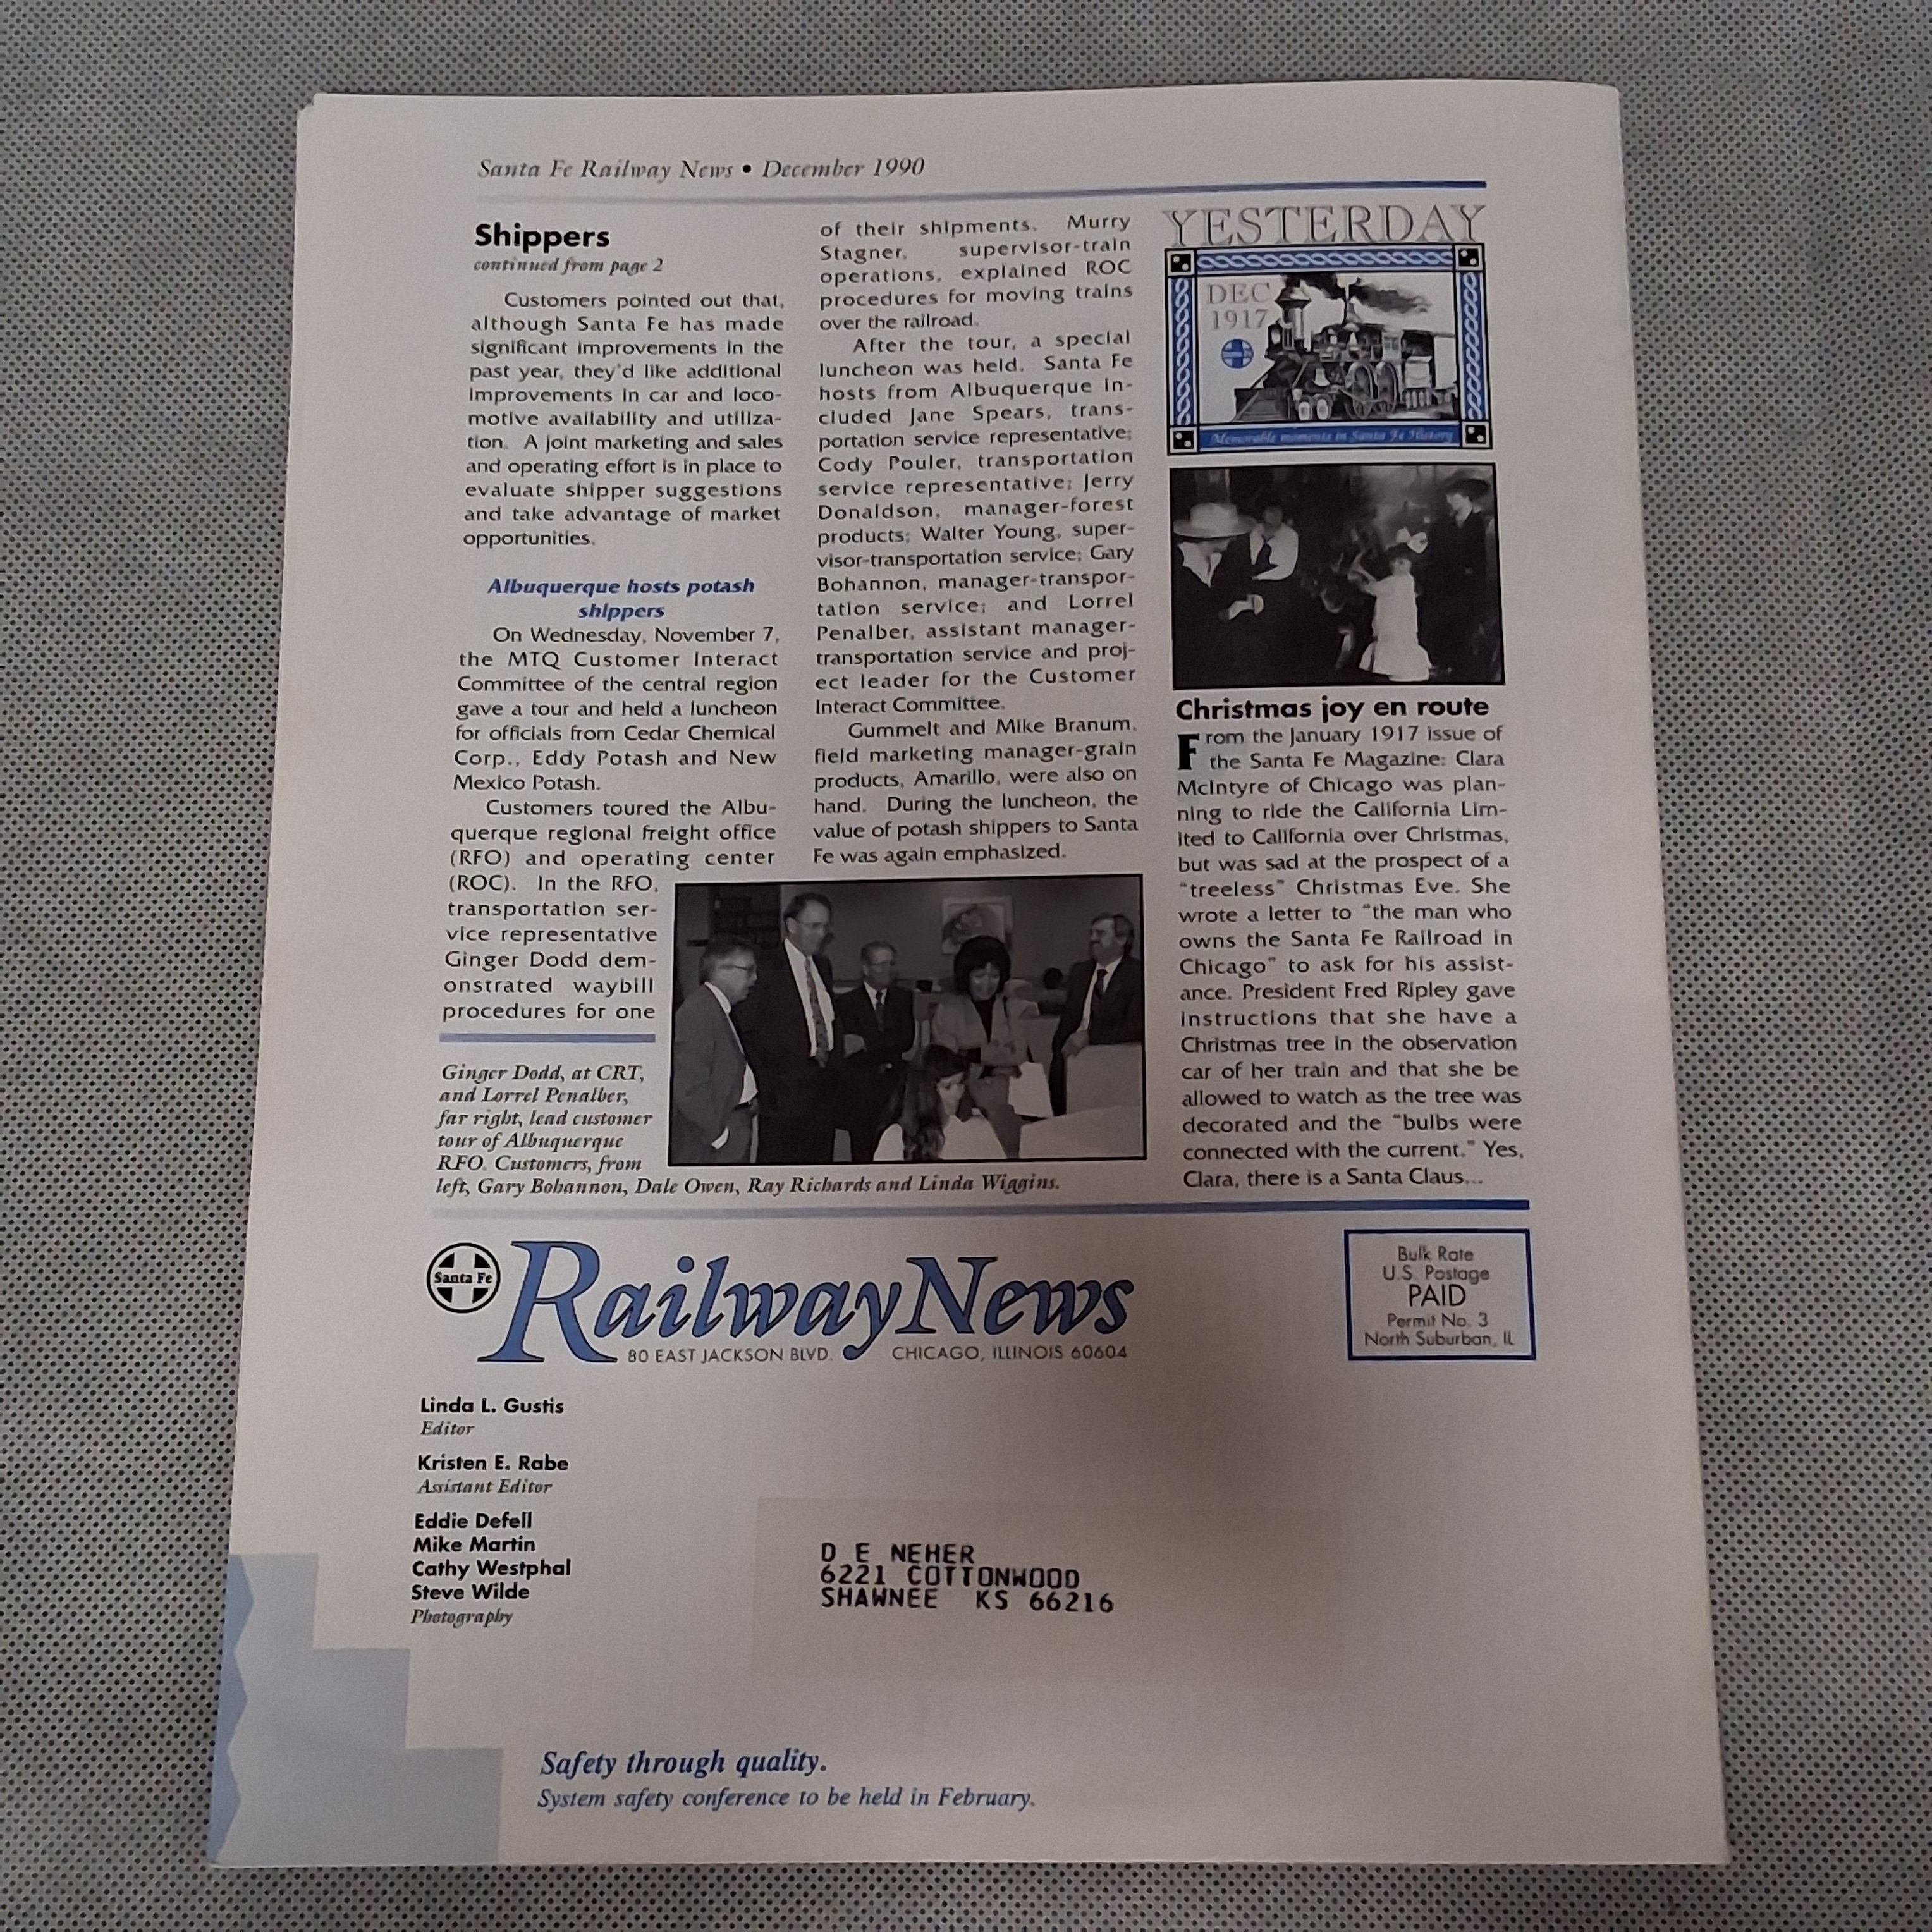 Santa Fe Railway News • December 1990
Shippers
continued from page 2
Customers pointed out that,
although Santa Fe has made
significant improvements in the
past year, they'd like additional
improvements in car and loco-
motive availability and utiliza-
tion. A joint marketing and sales
and operating effort is in place to
evaluate shipper suggestions
and take advantage of market
opportunities.
Albuquerque hosts potash
shippers
On Wednesday, November 7,
the MTQ Customer Interact
Committee of the central region
gave a tour and held a luncheon
for officials from Cedar Chemical
Corp., Eddy Potash and New
Mexico Potash.
Customers toured the Albu-
querque regional freight office
(RFO) and operating center
(ROC). In the RFO,
transportation ser-
vice representative
Ginger Dodd dem-
onstrated waybill
procedures for one
of their shipments. Murry
Stagner, supervisor-train
operations, explained ROC
procedures for moving trains
over the railroad.
After the tour, a special
luncheon was held. Santa Fe
hosts from Albuquerque in-
cluded Jane Spears, trans-
portation service representative;
Cody Pouler, transportation
service representative; Jerry
Donaldson, manager-forest
products; Walter Young, super-
visor-transportation service; Gary
Bohannon, manager-transpor-
tation service; and Lorrel
Penalber, assistant manager-
transportation service and proj-
ect leader for the Customer
Interact Committee.
Gummelt and Mike Branum,
field marketing manager-grain
products, Amarillo, were also on
hand. During the luncheon, the
value of potash shippers to Santa
Fe was again emphasized.
Ginger Dodd, at CRT,
and Lorrel Penalber,
far right, lead customer
tour of Albuquerque
RFO. Customers, from
left, Gary Bohannon, Dale Owen, Ray Richards and Linda Wiggins.
YESTERDAY
DEC
1917
Santa Fe
Memorable moments in Santa Fe History
Christmas joy en route
From the January 1917 issue of
the Santa Fe Magazine: Clara
McIntyre of Chicago was plan-
ning to ride the California Lim-
ited to California over Christmas,
but was sad at the prospect of a
"treeless" Christmas Eve. She
wrote a letter to "the man who
owns the Santa Fe Railroad in
Chicago" to ask for his assist-
ance. President Fred Ripley gave
instructions that she have a
Christmas tree in the observation
car of her train and that she be
allowed to watch as the tree was
decorated and the "bulbs were
connected with the current." Yes,
Clara, there is a Santa Claus...
Santa Fe
Railway News
80 EAST JACKSON BLVD. CHICAGO, ILLINOIS 60604
Bulk Rate
U.S. Postage
PAID
Permit No. 3
North Suburban, IL
Linda L. Gustis
Editor
Kristen E. Rabe
Assistant Editor
Eddie Defell
Mike Martin
Cathy Westphal
Steve Wilde
Photography
D E NEHER
6221 COTTONWOOD
SHAWNEE KS 66216
Safety through quality.
System safety conference to be held in February.